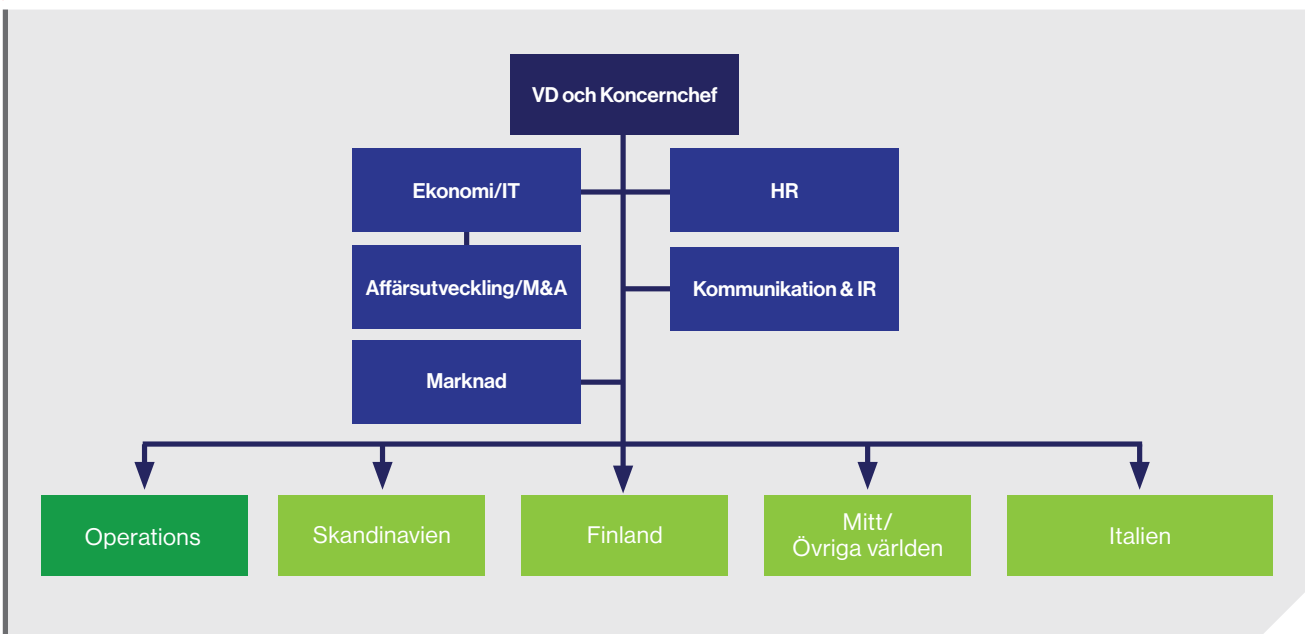 VD och Koncernchef
Ekonomi/IT
HR
Affärsutveckling/M&A
Kommunikation & IR
Marknad
Operations
Skandinavien
Finland
Mitt/
Övriga världen
Italien